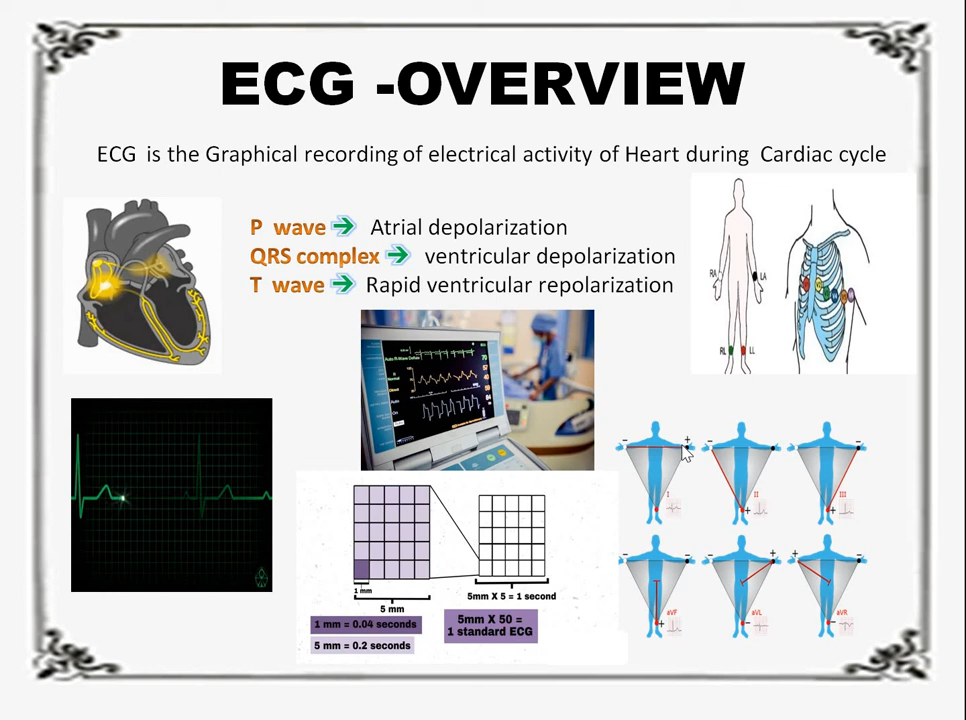 ECG -OVERVIEW
ECG is the Graphical recording of electrical activity of Heart during Cardiac cycle
P wave Atrial depolarization
QRS complex ventricular depolarization
T wave Rapid ventricular repolarization
RA LA
RL LL
I II III
1 mm
5 mm
5mm X 5 = 1 second
1 mm = 0.04 seconds
5 mm = 0.2 seconds
5mm X 50 =
1 standard ECG
aVF aVL aVR